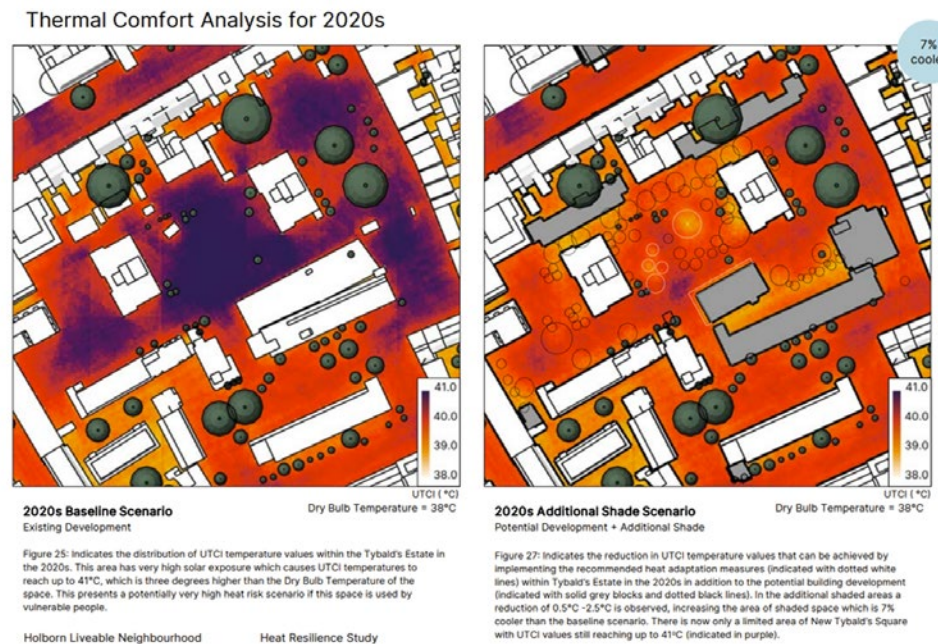 Thermal Comfort Analysis for 2020s
7%
cooler
41.0
40.0
39.0
38.0
UTCI ( °C)
Dry Bulb Temperature = 38°C
2020s Baseline Scenario
Existing Development
Figure 25: Indicates the distribution of UTCI temperature values within the Tybald's Estate in
the 2020s. This area has very high solar exposure which causes UTCI temperatures to
reach up to 41°C, which is three degrees higher than the Dry Bulb Temperature of the
space. This presents a potentially very high heat risk scenario if this space is used by
vulnerable people.
41.0
40.0
39.0
38.0
UTCI ( °C)
Dry Bulb Temperature = 38°C
2020s Additional Shade Scenario
Potential Development + Additional Shade
Figure 27: Indicates the reduction in UTCI temperature values that can be achieved by
implementing the recommended heat adaptation measures (indicated with dotted white
lines) within Tybald's Estate in the 2020s in addition to the potential building development
(indicated with solid grey blocks and dotted black lines). In the additional shaded areas a
reduction of 0.5°C -2.5°C is observed, increasing the area of shaded space which is 7%
cooler than the baseline scenario. There is now only a limited area of New Tybald's Square
with UTCI values still reaching up to 41ºC (indicated in purple).
Holborn Liveable Neighbourhood
Heat Resilience Study